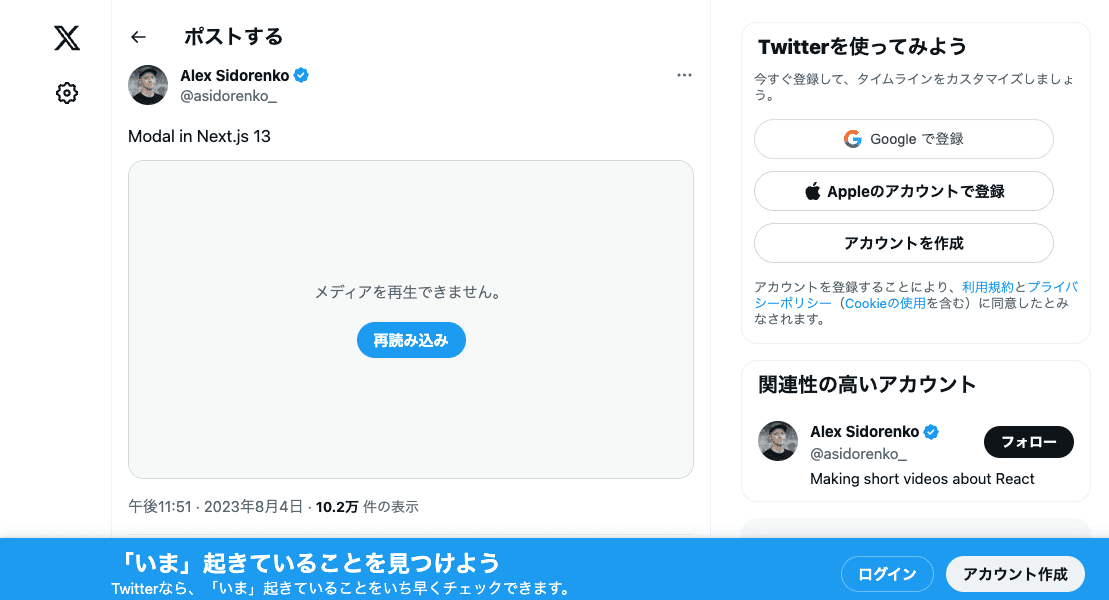 ポストする
Alex Sidorenko
@asidorenko_
Modal in Next.js 13
メディアを再生できません。
再読み込み
午後11:51 · 2023年8月4日 · 10.2万 件の表示
Twitterを使ってみよう
今すぐ登録して、タイムラインをカスタマイズしましょ
う。
Google で登録
Appleのアカウントで登録
アカウントを作成
アカウントを登録することにより、利用規約とプライバ
シーポリシー（Cookieの使用を含む）に同意したとみ
なされます。
関連性の高いアカウント
Alex Sidorenko
@asidorenko_
フォロー
Making short videos about React
「いま」起きていることを見つけよう
Twitterなら、「いま」起きていることをいち早くチェックできます。
ログイン
アカウント作成